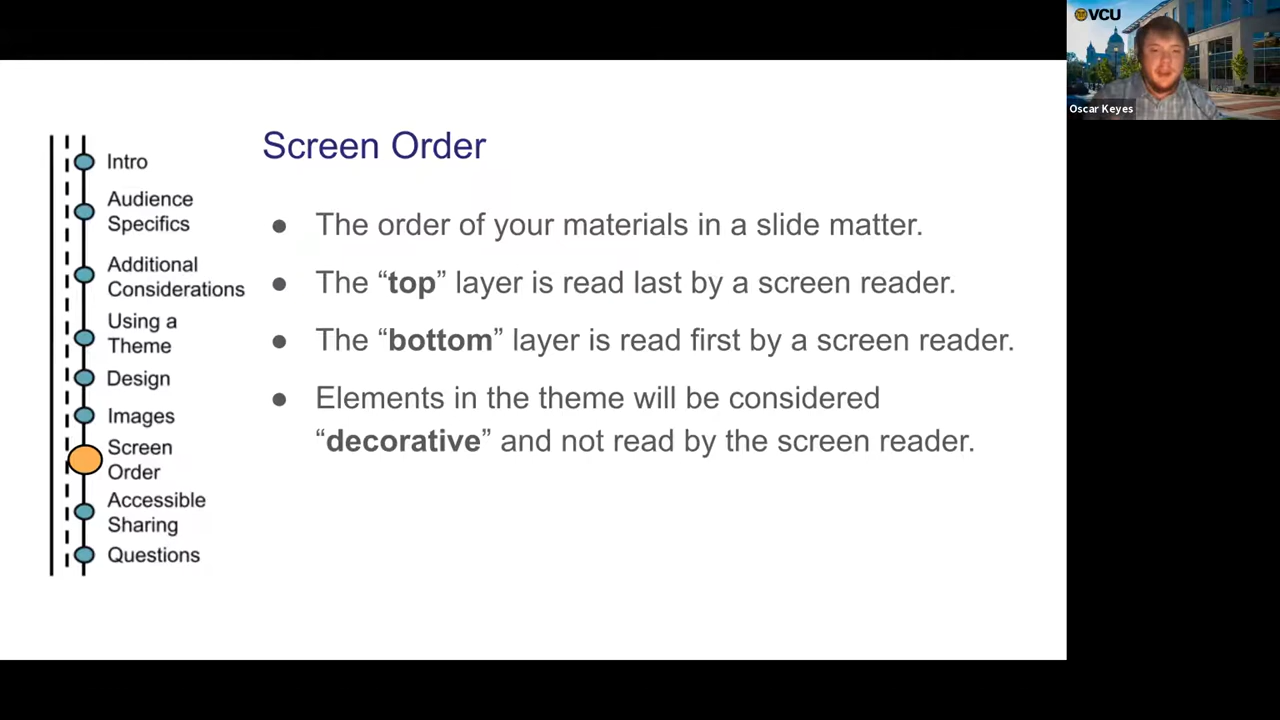 VCU
Oscar Keyes
Screen Order
Intro
Audience
Specifics
Additional
Considerations
Using a
Theme
Design
Images
Screen
Order
Accessible
Sharing
Questions
● The order of your materials in a slide matter.
● The “top” layer is read last by a screen reader.
● The “bottom” layer is read first by a screen reader.
● Elements in the theme will be considered
“decorative” and not read by the screen reader.